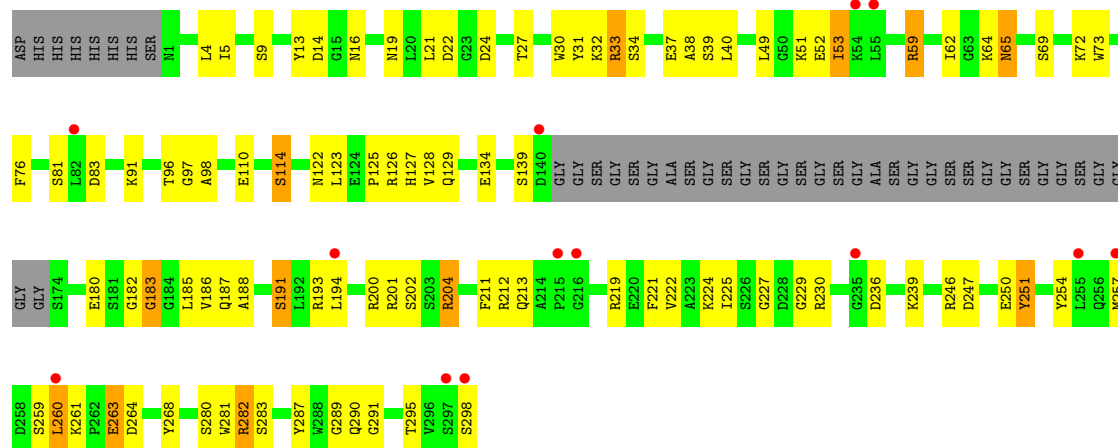 ASP HIS HIS HIS HIS HIS HIS SER N1 L4 I5 S9 Y13 D14 G15 N16 N19 L20 L21 D22 G23 D24 T27 W30 Y31 K32 R33 S34 E37 A38 S39 L40 L49 G50 K51 E52 I53 K54 L55 R59 I62 G63 K64 N65 S69 K72 W73
F76 S81 L82 D83 K91 T96 G97 A98 E110 S114 N122 L123 E124 P125 R126 H127 V128 Q129 E134 S139 D140 GLY GLY SER GLY SER GLY ALA SER GLY GLY SER GLY SER GLY ALA SER GLY GLY SER SER GLY GLY SER GLY GLY SER GLY GLY
GLY GLY S174 E180 S181 G182 G183 G184 L185 V186 Q187 A188 S191 L192 R193 L194 R200 R201 S202 S203 R204 F211 R212 Q213 A214 P215 G216 R219 E220 F221 V222 A223 K224 I225 S226 G227 D228 G229 R230 G235 D236 K239 R246 D247 E250 Y251 Y254 L255 Q256 N257
D258 S259 L260 K261 P262 E263 D264 Y268 S280 W281 R282 S283 Y287 W288 G289 Q290 G291 T295 V296 S297 S298